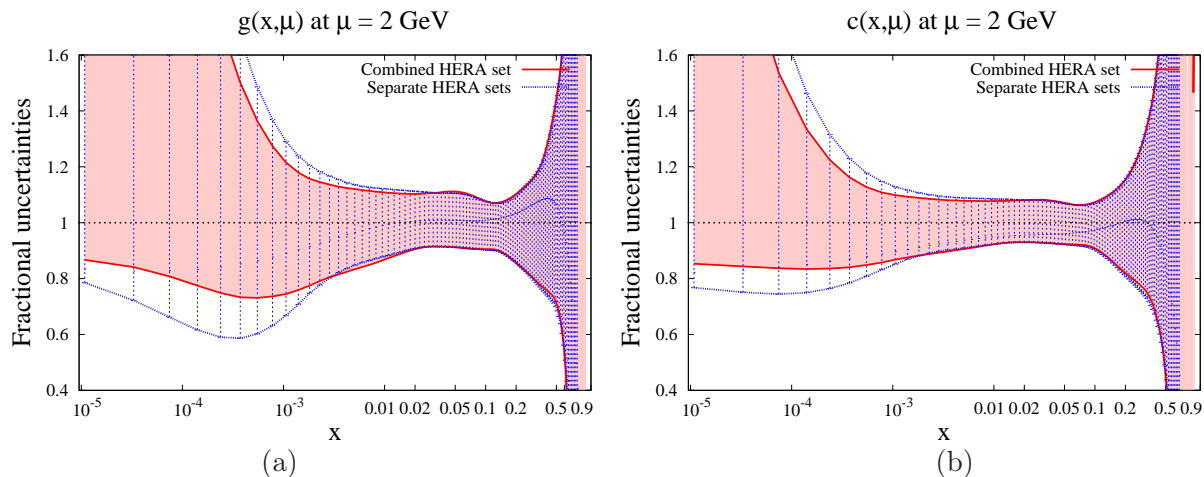 g(x,μ) at μ = 2 GeV
1.6
1.4
1.2
1
0.8
0.6
0.4
Fractional uncertainties
Combined HERA set
Separate HERA sets
10-5 10-4 10-3 0.01 0.02 0.05 0.1 0.2 0.5 0.9
x
(a)
c(x,μ) at μ = 2 GeV
1.6
1.4
1.2
1
0.8
0.6
0.4
Fractional uncertainties
Combined HERA set
Separate HERA sets
10-5 10-4 10-3 0.01 0.02 0.05 0.1 0.2 0.5 0.9
x
(b)